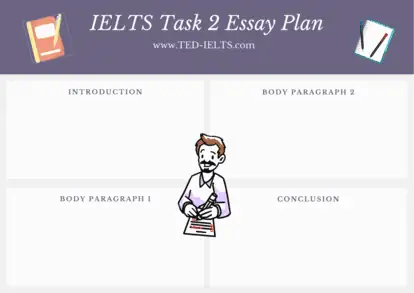 IELTS Task 2 Essay Plan
www.TED-IELTS.com
INTRODUCTION
BODY PARAGRAPH 2
BODY PARAGRAPH 1
CONCLUSION